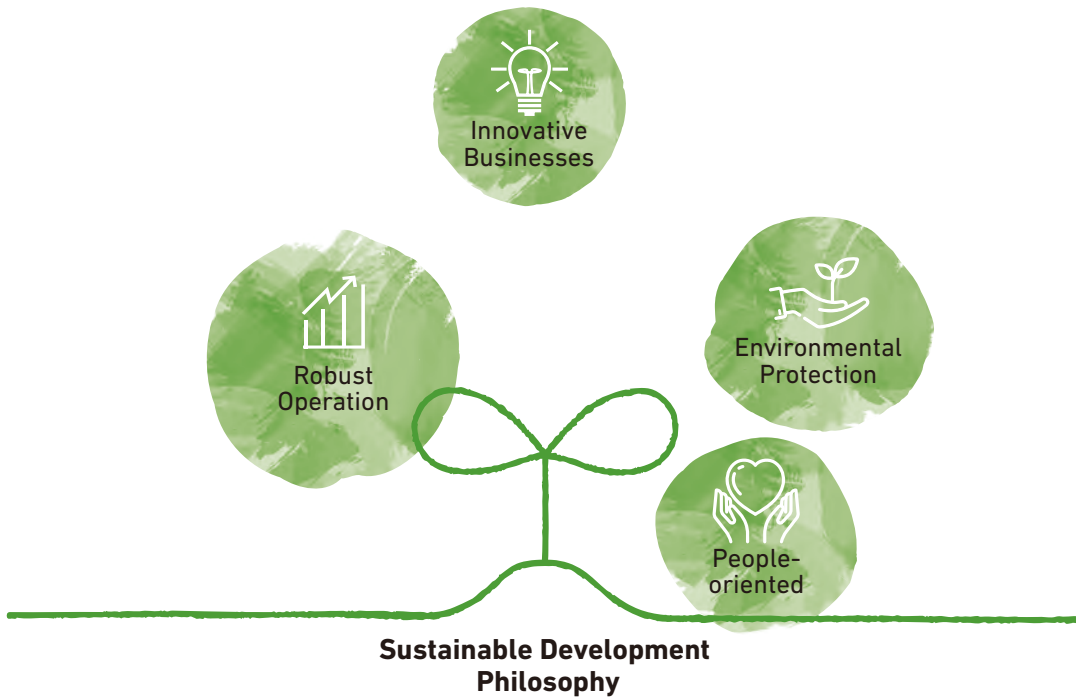 Innovative
Businesses
Robust
Operation
Environmental
Protection
People-
oriented
Sustainable Development
Philosophy